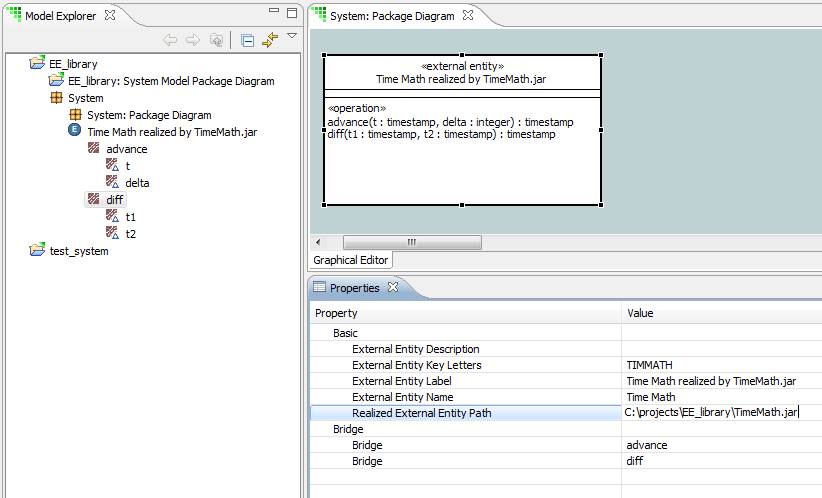 Model Explorer
EE_library
EE_library: System Model Package Diagram
System
System: Package Diagram
Time Math realized by TimeMath.jar
advance
t
delta
diff
t1
t2
test_system
System: Package Diagram
«external entity»
Time Math realized by TimeMath.jar
«operation»
advance(t : timestamp, delta : integer) : timestamp
diff(t1 : timestamp, t2 : timestamp) : timestamp
Graphical Editor
Properties
Property Value
Basic
External Entity Description
External Entity Key Letters TIMMATH
External Entity Label Time Math realized by TimeMath.jar
External Entity Name Time Math
Realized External Entity Path C:\projects\EE_library\TimeMath.jar
Bridge
Bridge advance
Bridge diff